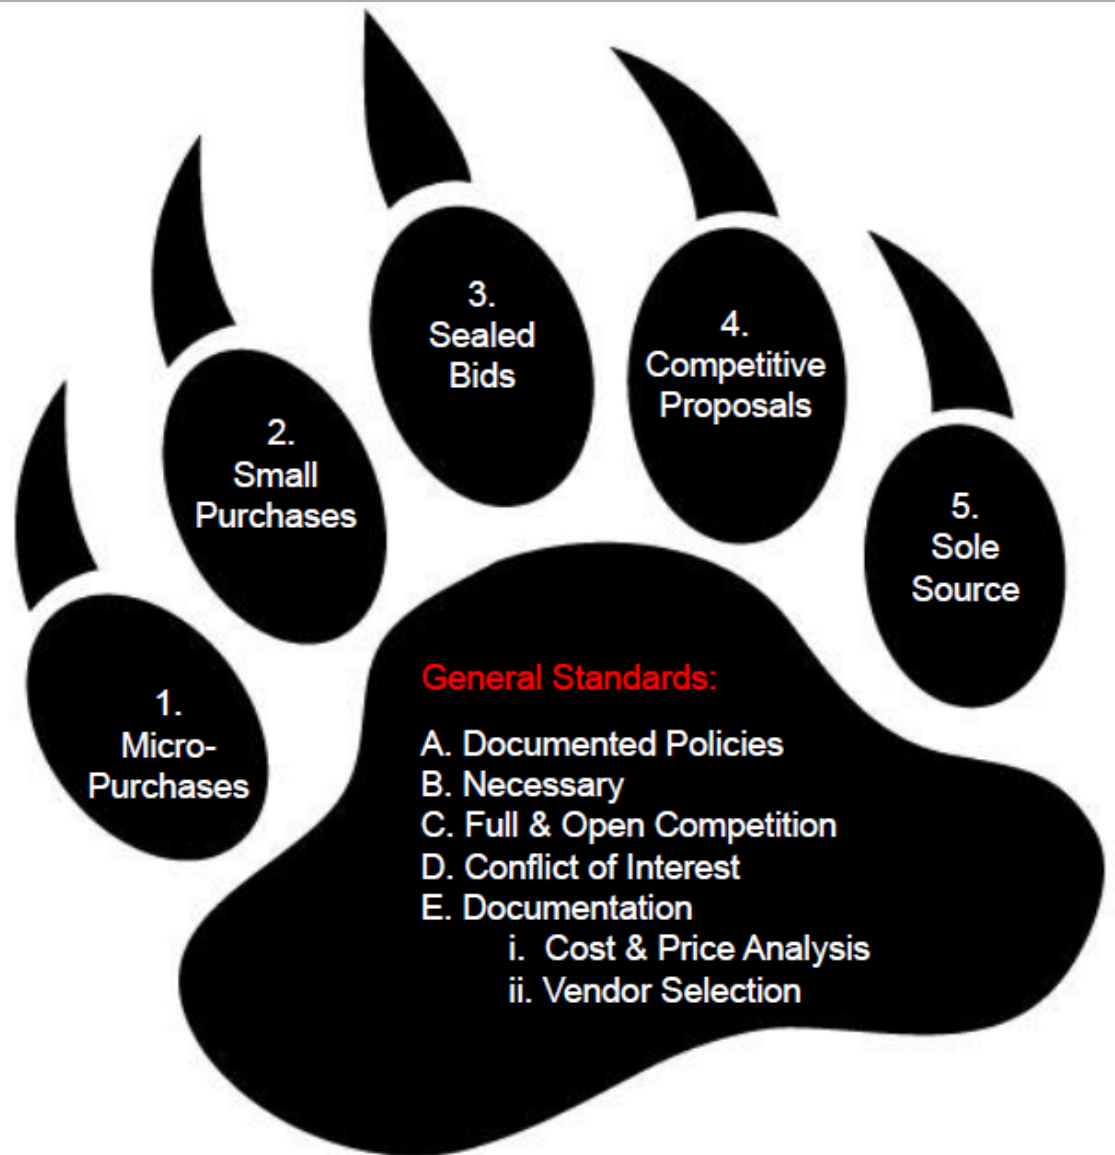 1.
Micro-
Purchases
2.
Small
Purchases
3.
Sealed
Bids
4.
Competitive
Proposals
5.
Sole
Source
General Standards:
A. Documented Policies
B. Necessary
C. Full & Open Competition
D. Conflict of Interest
E. Documentation
i. Cost & Price Analysis
ii. Vendor Selection